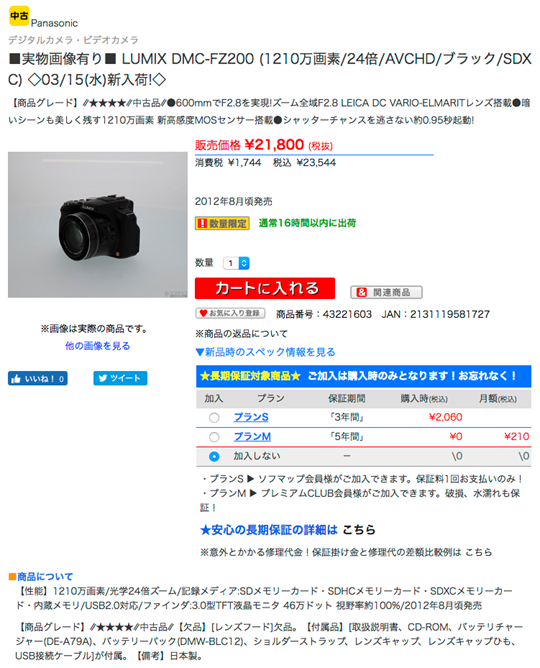 中古
Panasonic
デジタルカメラ・ビデオカメラ
■実物画像有り■ LUMIX DMC-FZ200 (1210万画素/24倍/AVCHD/ブラック/SDX
C) ◇03/15(水)新入荷!◇
【商品グレード】∥★★★★∥中古品∥●600mmでF2.8を実現!ズーム全域F2.8 LEICA DC VARIO-ELMARITレンズ搭載●暗
いシーンも美しく残す1210万画素 新高感度MOSセンサー搭載●シャッターチャンスを逃さない約0.95秒起動!
販売価格 ¥21,800 (税抜)
消費税 ¥1,744 税込 ¥23,544
2012年8月頃発売
数量限定 通常16時間以内に出荷
数量 1
カートに入れる
関連商品
お気に入り登録 商品番号：43221603 JAN：2131119581727
※画像は実際の商品です。
他の画像を見る
いいね！ 0
ツイート
※商品の返品について
▼新品時のスペック情報を見る
★長期保証対象商品★ ご加入は購入時のみとなります！お忘れなく！
加入 プラン 保証期間 購入時(税込) 月額(税込)
プランS 「3年間」 ¥2,060
プランM 「5年間」 ¥0 ¥210
加入しない ー \0 \0
・プランS ▶ ソフマップ会員様がご加入できます。保証料1回お支払いのみ！
・プランM ▶ プレミアムCLUB会員様がご加入できます。破損、水濡れも保
証！
★安心の長期保証の詳細は こちら
※意外とかかる修理代金！保証掛け金と修理代の差額比較例は こちら
■商品について
【性能】1210万画素/光学24倍ズーム/記録メディア:SDメモリーカード・SDHCメモリーカード・SDXCメモリーカー
ド・内蔵メモリ/USB2.0対応/ファインダ:3.0型TFT液晶モニタ 46万ドット 視野率約100%/2012年8月頃発売
【商品グレード】∥★★★★∥中古品∥【欠品】[レンズフード]欠品。【付属品】[取扱説明書、CD-ROM、バッテリチャー
ジャー(DE-A79A)、バッテリーパック(DMW-BLC12)、ショルダーストラップ、レンズキャップ、レンズキャップひも、
USB接続ケーブル]が付属。【備考】日本製。